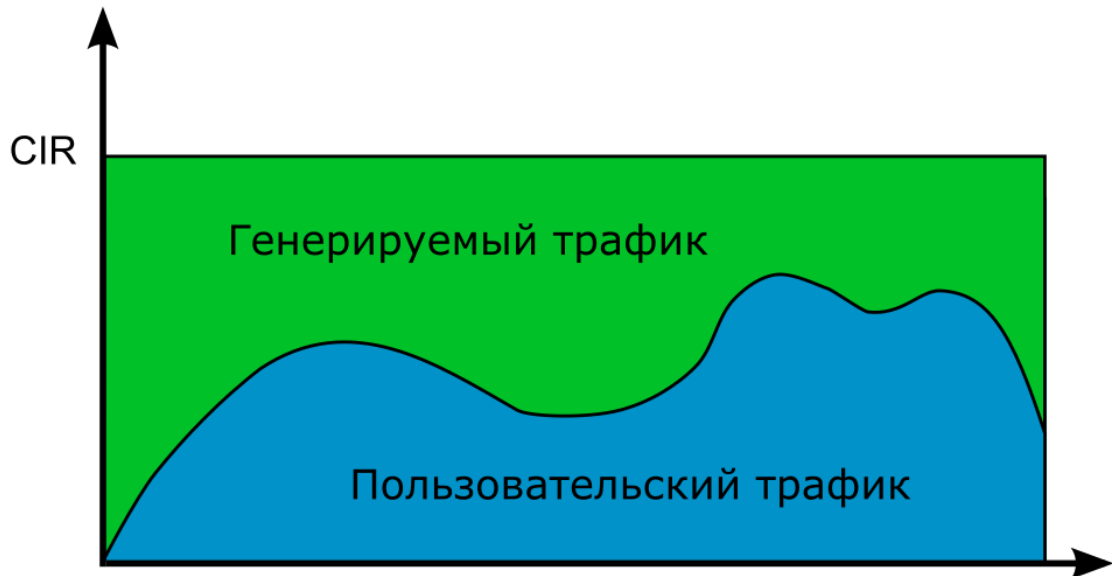 CIR
Генерируемый трафик
Пользовательский трафик